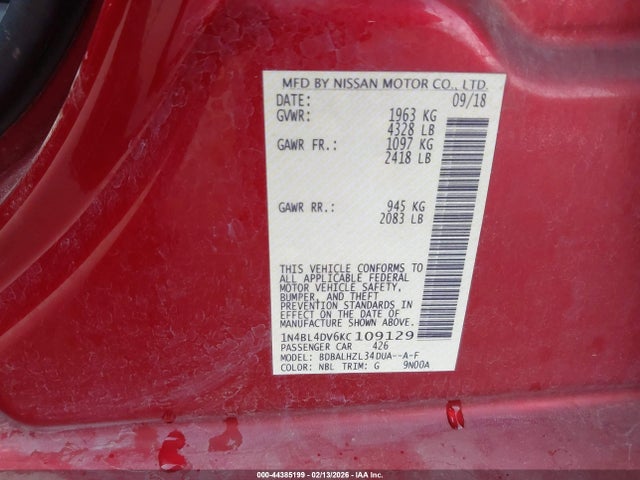 MFD BY NISSAN MOTOR CO., LTD.
DATE: 09/18
GVWR: 1963 KG
4328 LB
GAWR FR.: 1097 KG
2418 LB
GAWR RR.: 945 KG
2083 LB
THIS VEHICLE CONFORMS TO
ALL APPLICABLE FEDERAL
MOTOR VEHICLE SAFETY,
BUMPER, AND THEFT
PREVENTION STANDARDS IN
EFFECT ON THE DATE OF
MANUFACTURE SHOWN ABOVE.
1N4BL4DV6KC 109129
PASSENGER CAR 426
MODEL: BDBALHZL34DUA--A-F
COLOR: NBL TRIM: G 9N00A
000-44385199 - 02/13/2026 - IAA Inc.